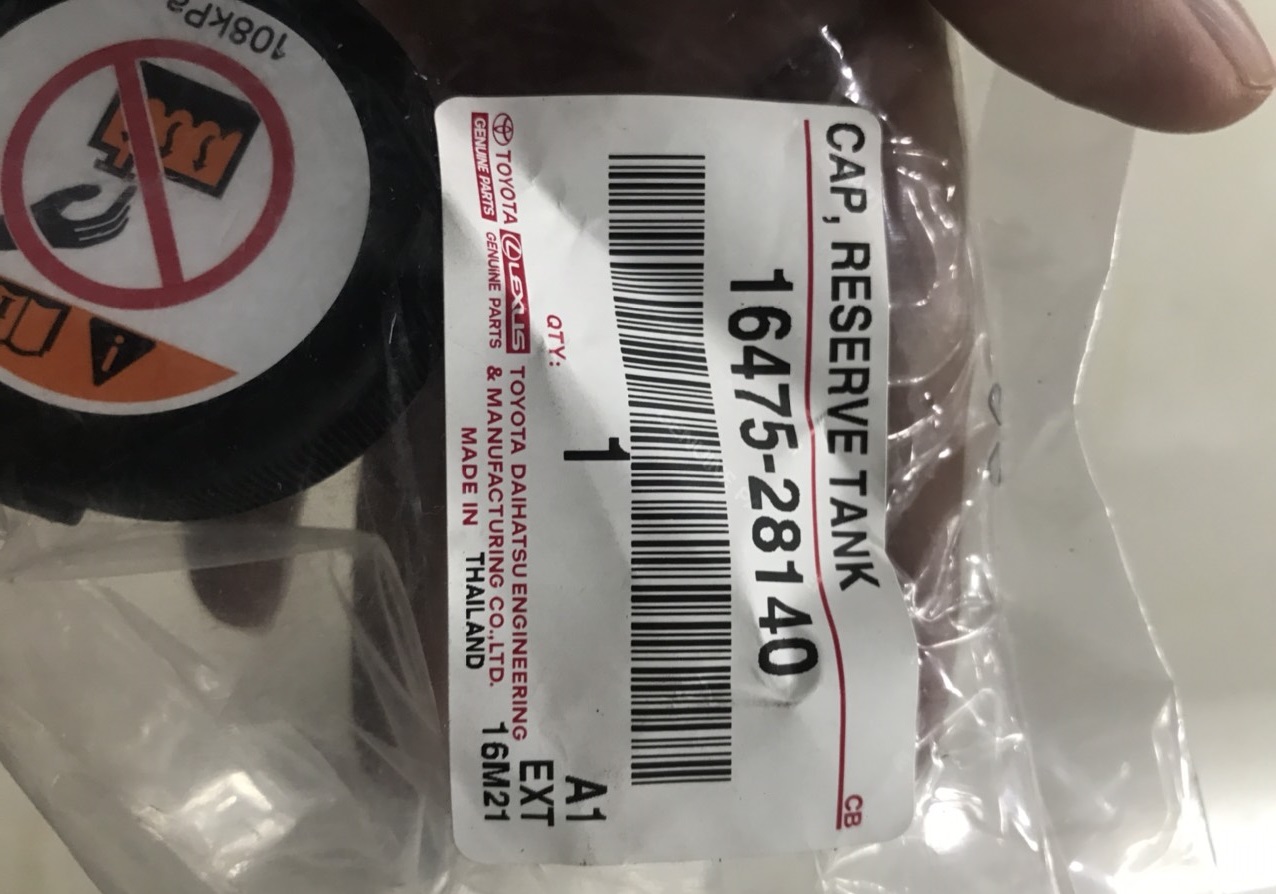 108kPa
CAP, RESERVE TANK
CB
16475-28140
QTY: 1
A1
TOYOTA
GENUINE PARTS
LEXUS
GENUINE PARTS
TOYOTA DAIHATSU ENGINEERING
& MANUFACTURING CO.,LTD.
EXT
MADE IN THAILAND
16M21